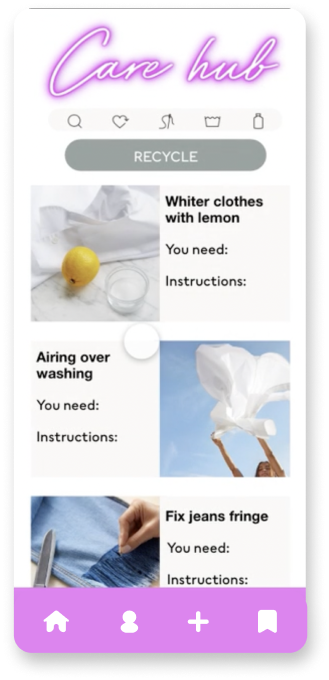 Care hub
RECYCLE
Whiter clothes
with lemon
You need:
Instructions:
Airing over
washing
You need:
Instructions:
Fix jeans fringe
You need:
Instructions: